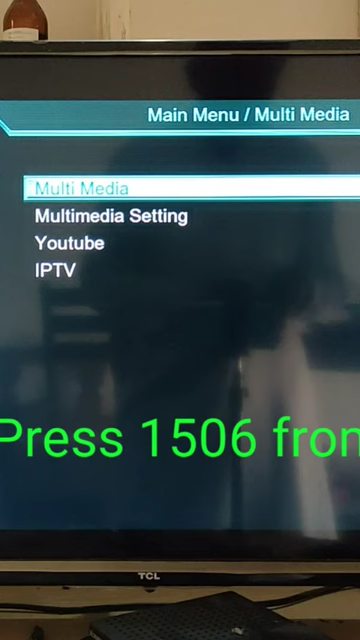 Main Menu / Multi Media
Multi Media
Multimedia Setting
Youtube
IPTV
Press 1506 from
TCL